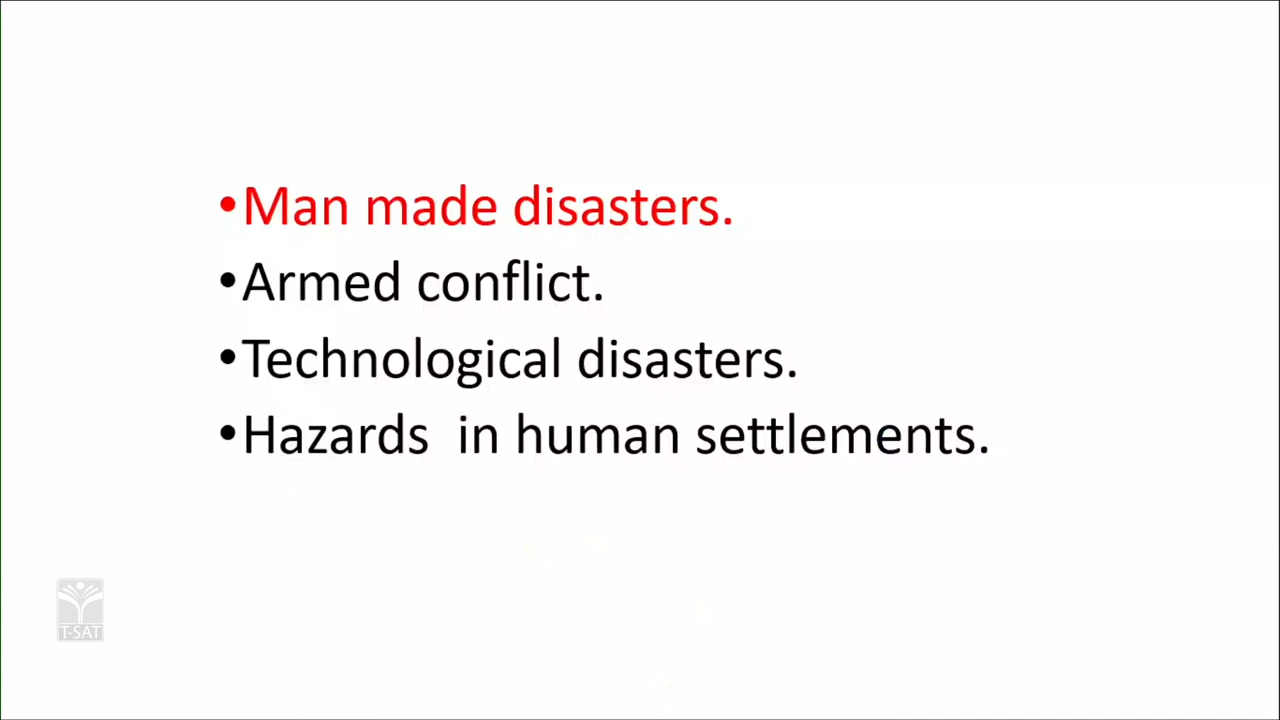 •Man made disasters.
•Armed conflict.
•Technological disasters.
•Hazards  in human settlements.
T-SAT